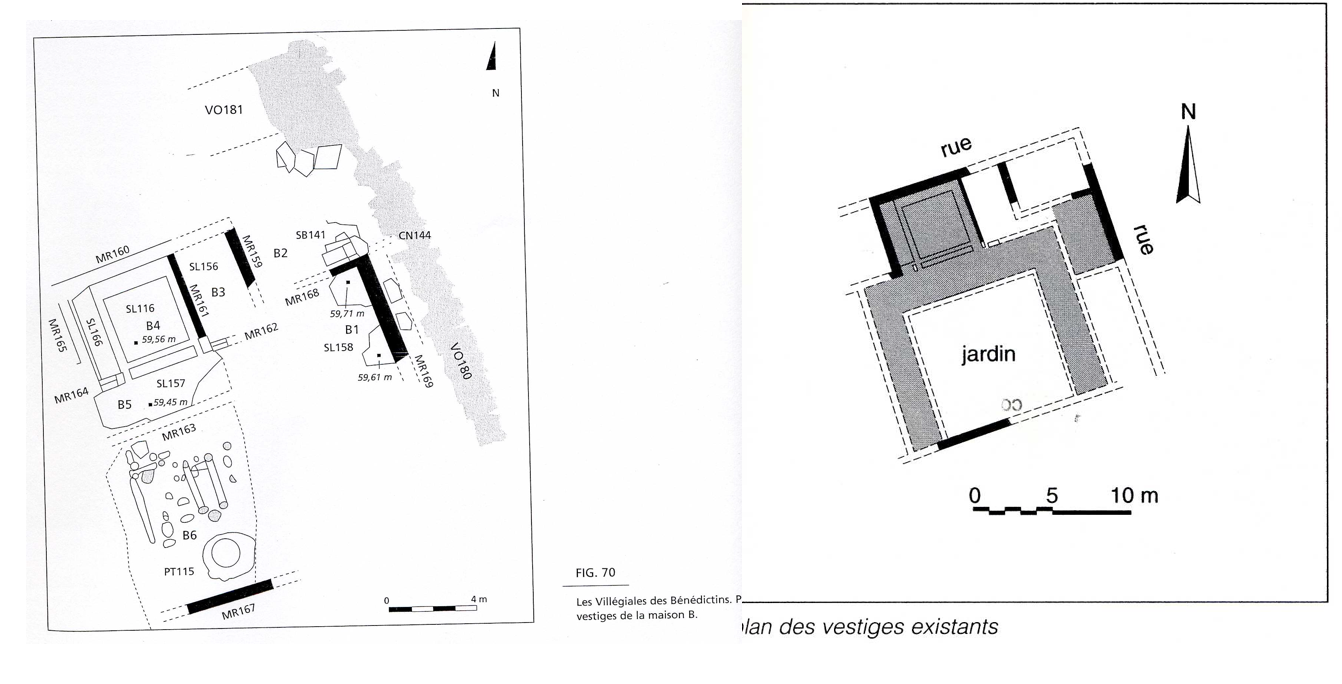 N
VO181
SB141
CN144
MR160
MR159
B2
SL156
MR161
B3
MR168
SL116
B4
59,56 m
59,71 m
MR165
SL166
MR162
B1
SL158
VO180
MR164
SL157
59,61 m
MR169
B5
59,45 m
MR163
B6
PT115
MR167
0 4 m
FIG. 70
Les Villégiales des Bénédictins. P
vestiges de la maison B.
N
rue
rue
jardin
0 5 10 m
plan des vestiges existants